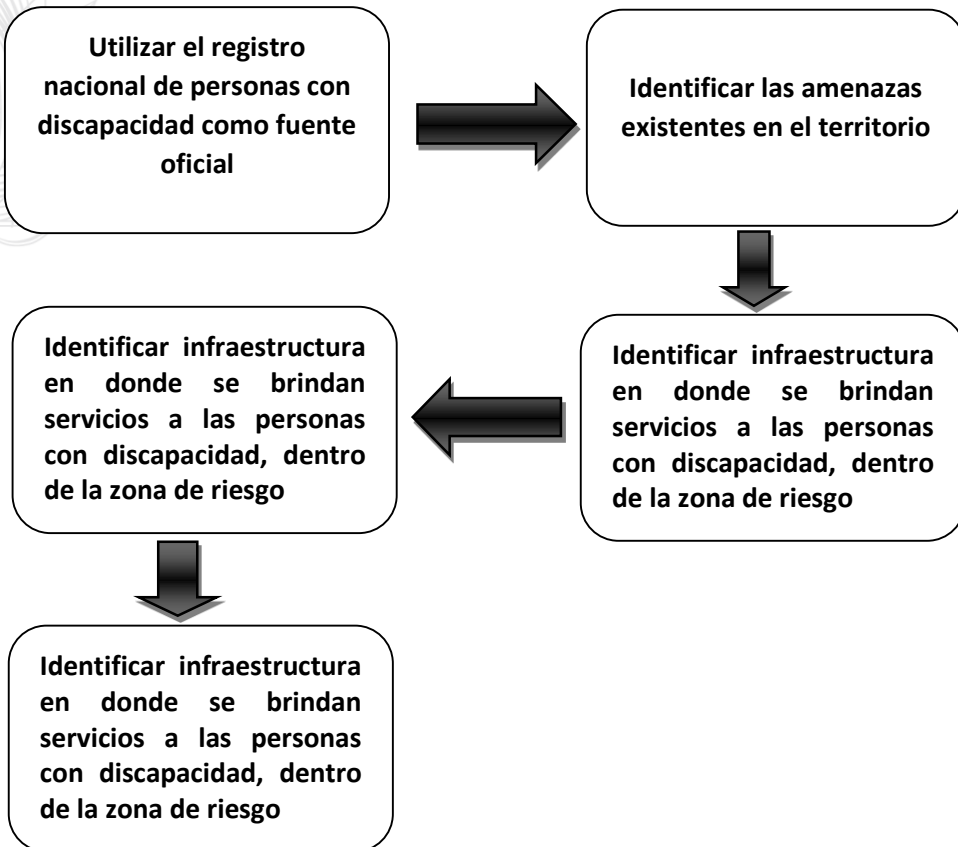 Utilizar el registro
nacional de personas con
discapacidad como fuente
oficial
Identificar las amenazas
existentes en el territorio
Identificar infraestructura
en donde se brindan
servicios a las personas
con discapacidad, dentro
de la zona de riesgo
Identificar infraestructura
en donde se brindan
servicios a las personas
con discapacidad, dentro
de la zona de riesgo
Identificar infraestructura
en donde se brindan
servicios a las personas
con discapacidad, dentro
de la zona de riesgo